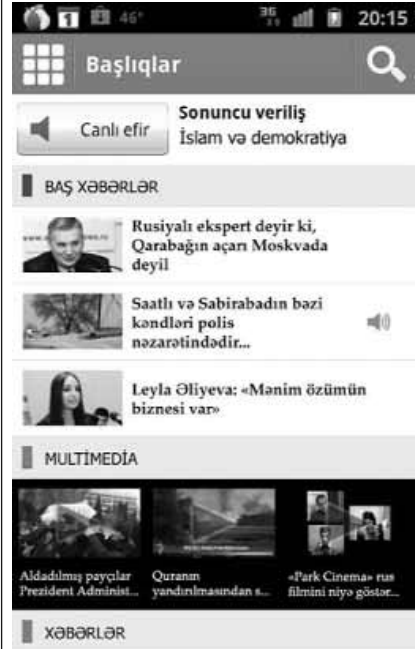 46°
3G
20:15
Başlıqlar
Canlı efir
Sonuncu veriliş
İslam və demokratiya
BAŞ XƏBƏRLƏR
Rusiyalı ekspert deyir ki,
Qarabağın açarı Moskvada
deyil
Saatlı və Sabirabadın bəzi
kəndləri polis
nəzarətindədir...
Leyla Əliyeva: «Mənim özümün
biznesi var»
MULTİMEDİA
Aldadılmış payçılar
Prezident Administ...
Quranın
yandırılmasından s...
«Park Cinema» rus
filmini niyə göstər...
XƏBƏRLƏR